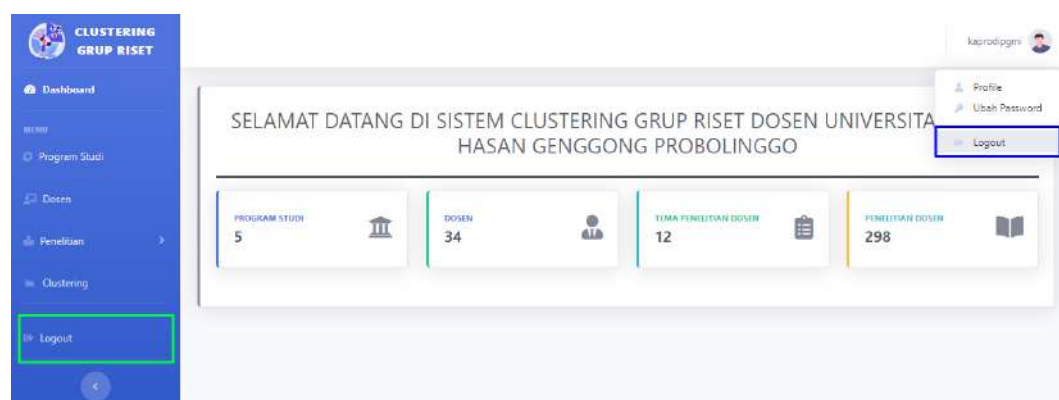 CLUSTERING
GRUP RISET
Dashboard
MENU
Program Studi
Dosen
Penelitian
Clustering
Logout
kaprodipgmi
Profile
Ubah Password
Logout
SELAMAT DATANG DI SISTEM CLUSTERING GRUP RISET DOSEN UNIVERSITA
HASAN GENGGONG PROBOLINGGO
PROGRAM STUDI
5
DOSEN
34
TEMA PENELITIAN DOSEN
12
PENELITIAN DOSEN
298